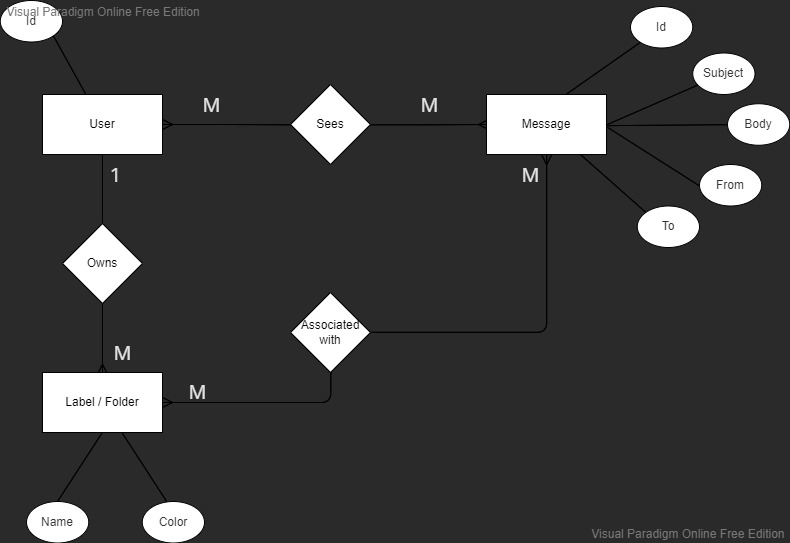 Visual Paradigm Online Free Edition
Id
Id
Subject
M
M
User
Sees
Message
Body
1
M
From
To
Owns
Associated
with
M
M
Label / Folder
Name
Color
Visual Paradigm Online Free Edition